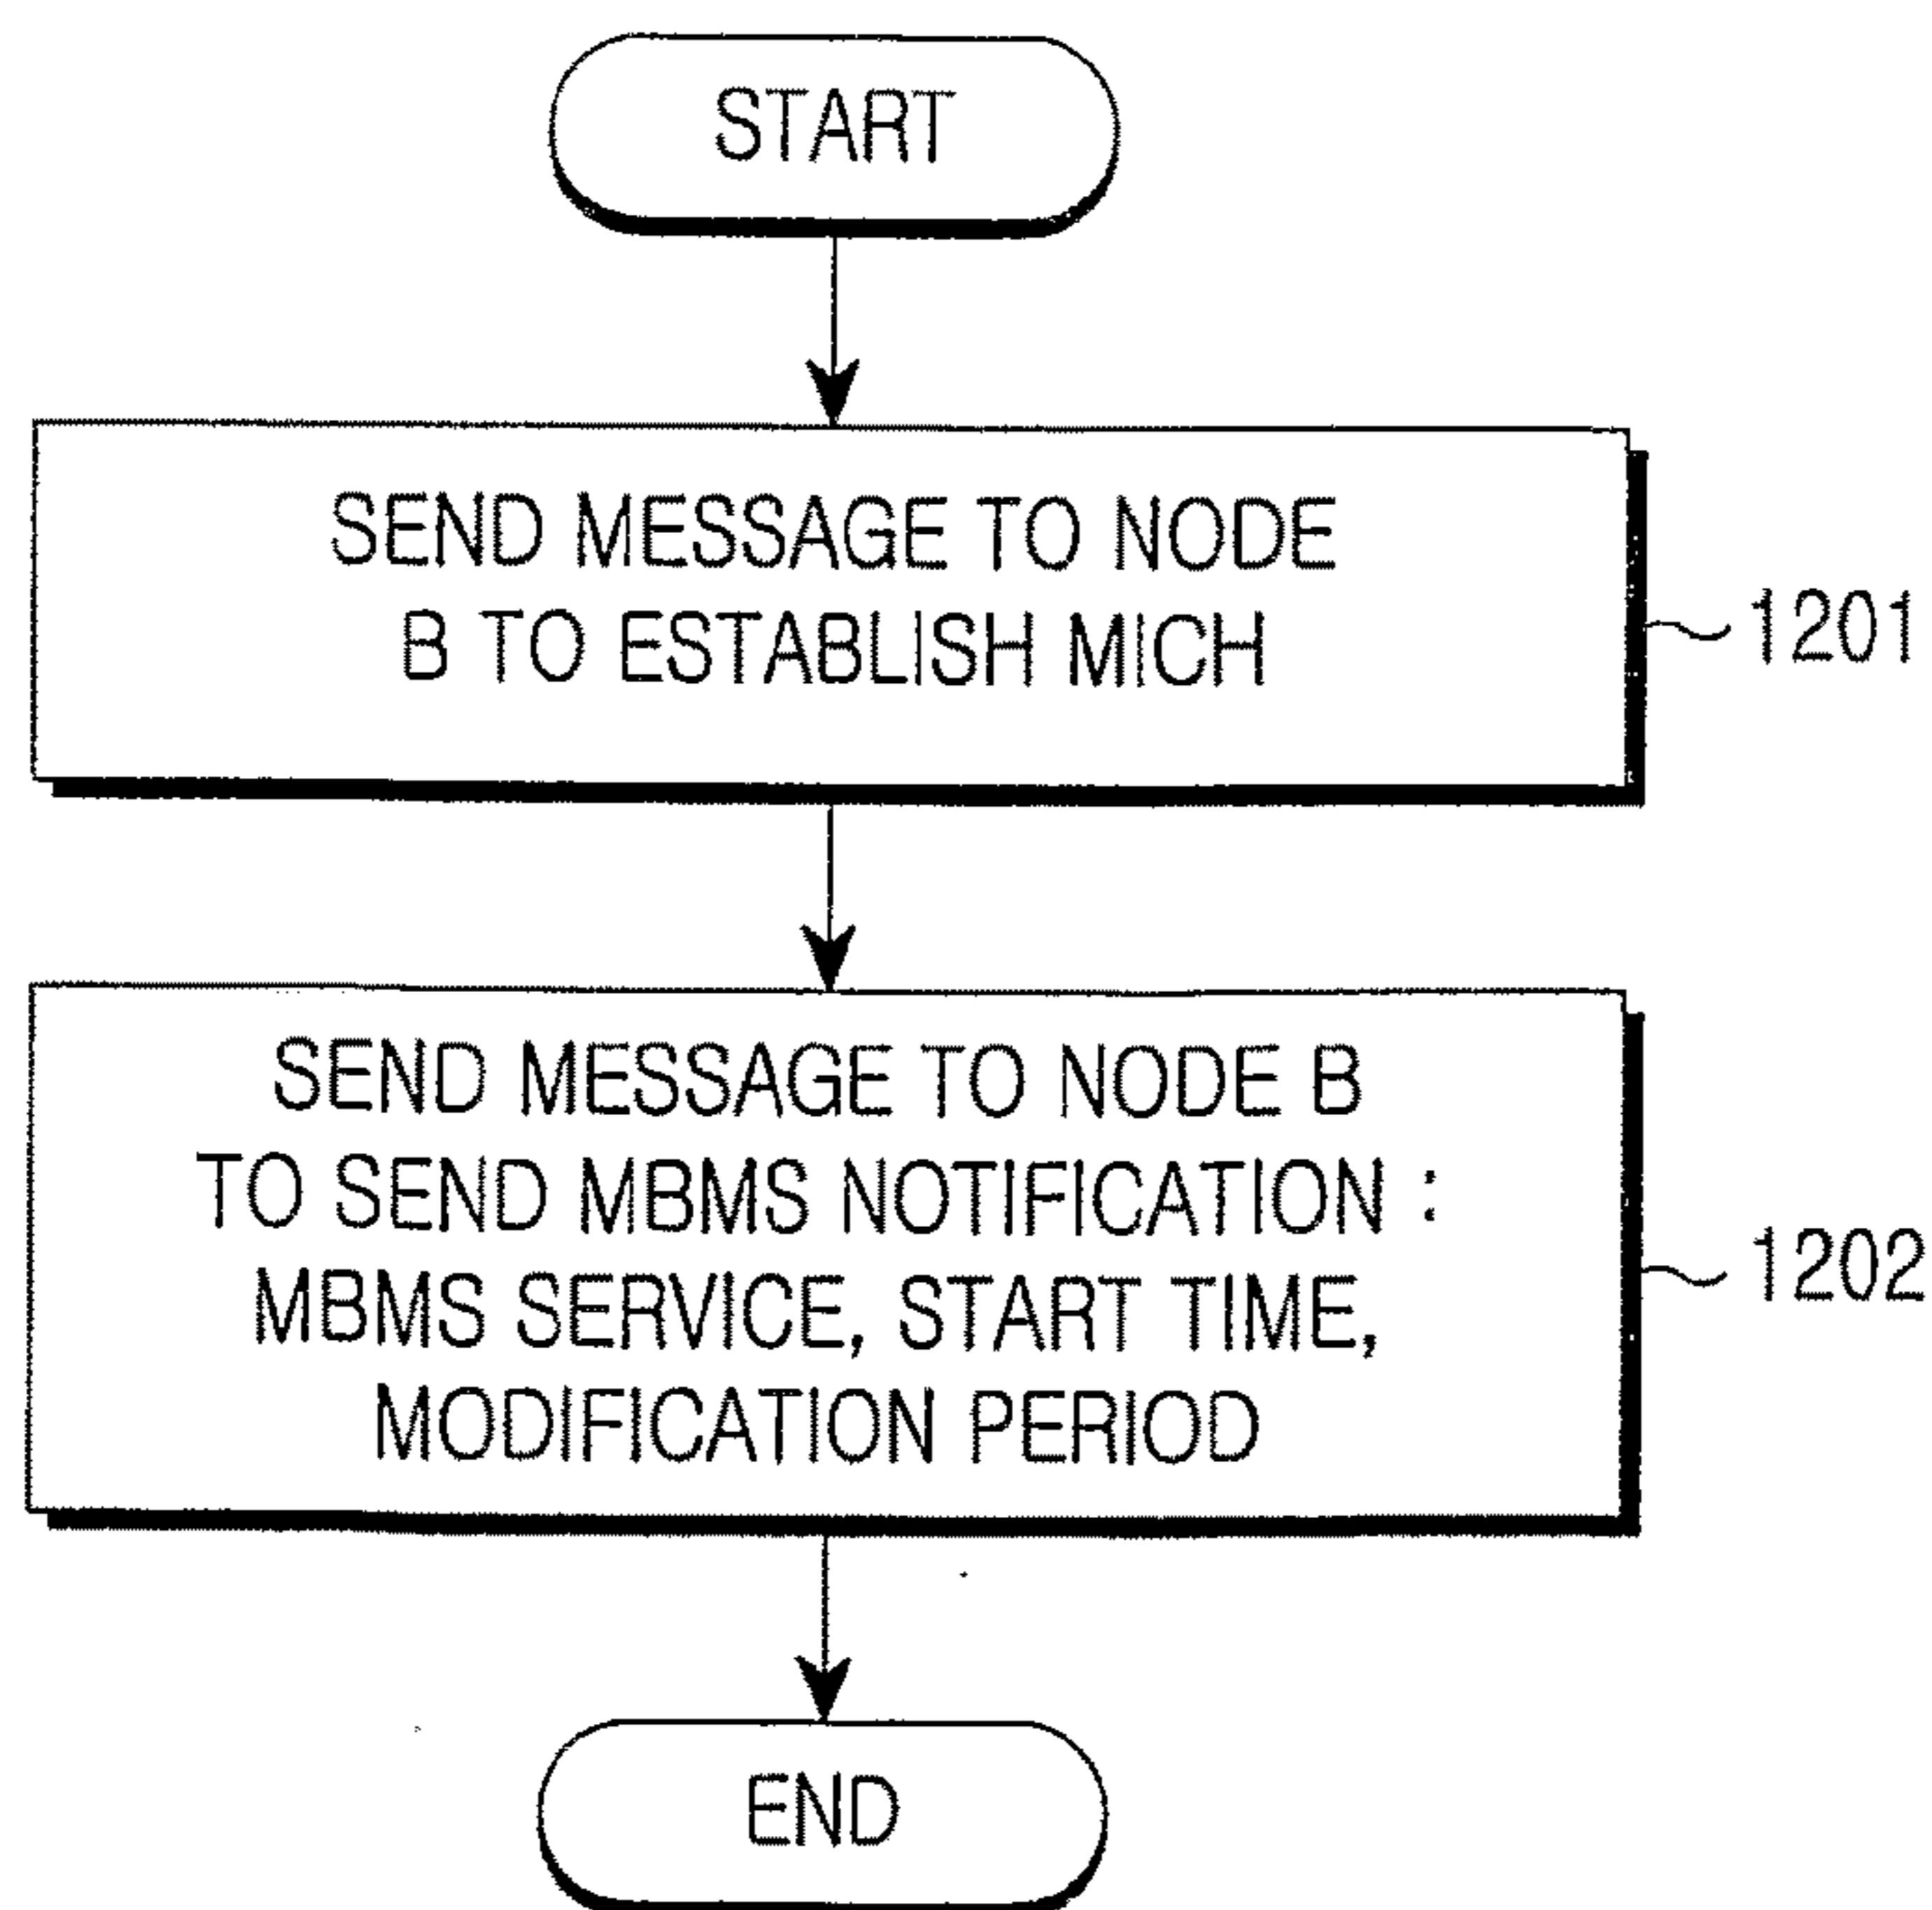 START
SEND MESSAGE TO NODE
B TO ESTABLISH MICH
1201
SEND MESSAGE TO NODE B
TO SEND MBMS NOTIFICATION :
MBMS SERVICE, START TIME,
MODIFICATION PERIOD
1202
END